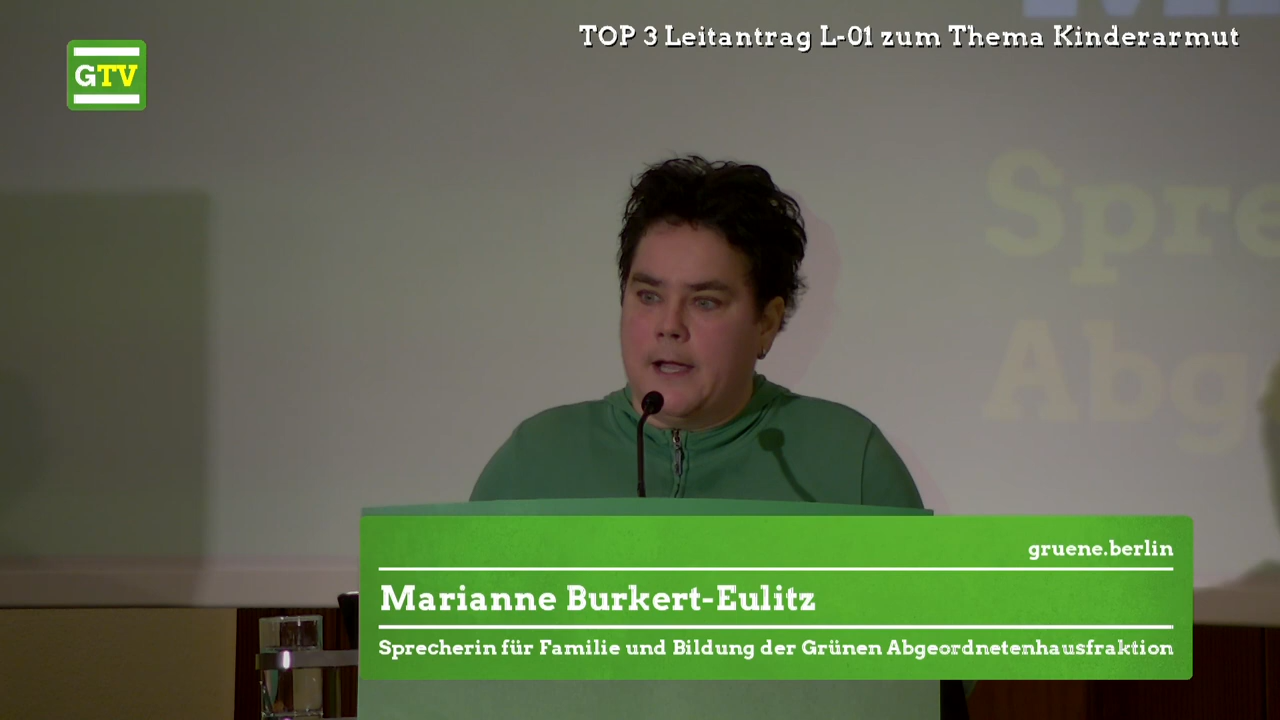 TOP 3 Leitantrag L-01 zum Thema Kinderarmut
GTV
gruene.berlin
Marianne Burkert-Eulitz
Sprecherin für Familie und Bildung der Grünen Abgeordnetenhausfraktion